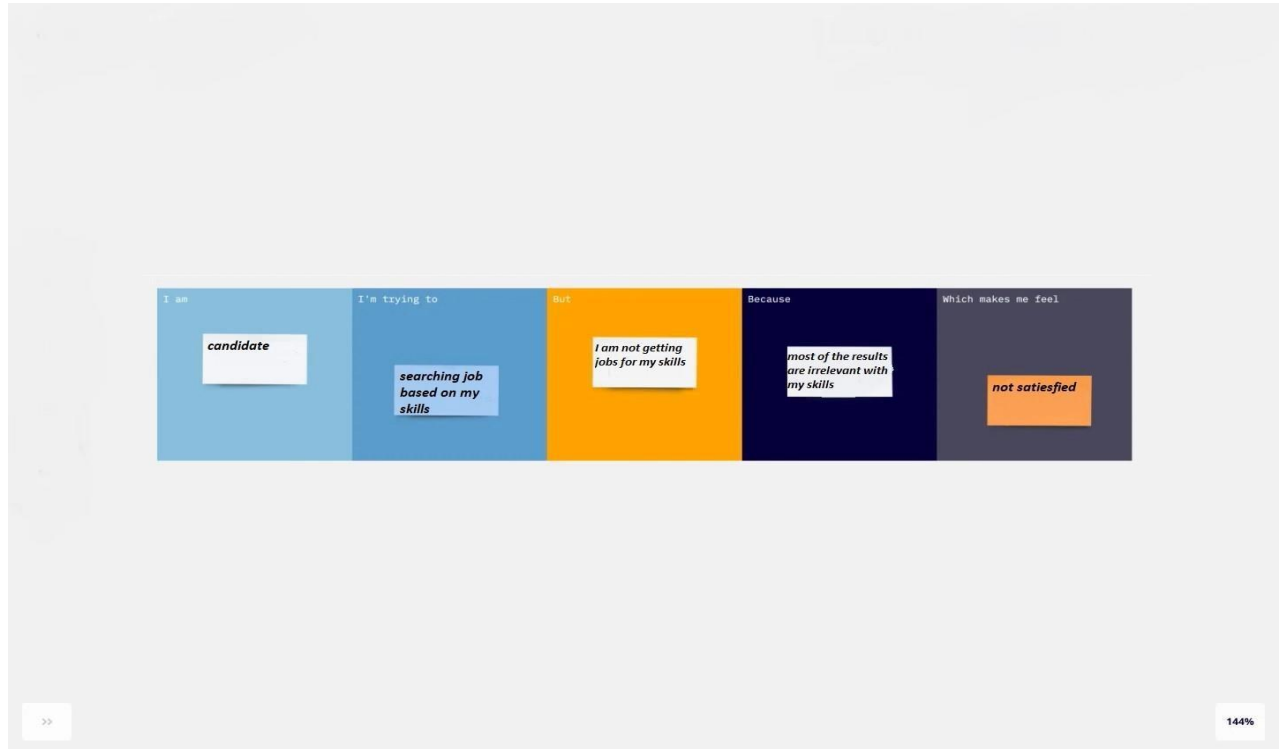 I am
candidate
I'm trying to
searching job
based on my
skills
But
I am not getting
jobs for my skills
Because
most of the results
are irrelevant with
my skills
Which makes me feel
not satiesfied
>>
144%